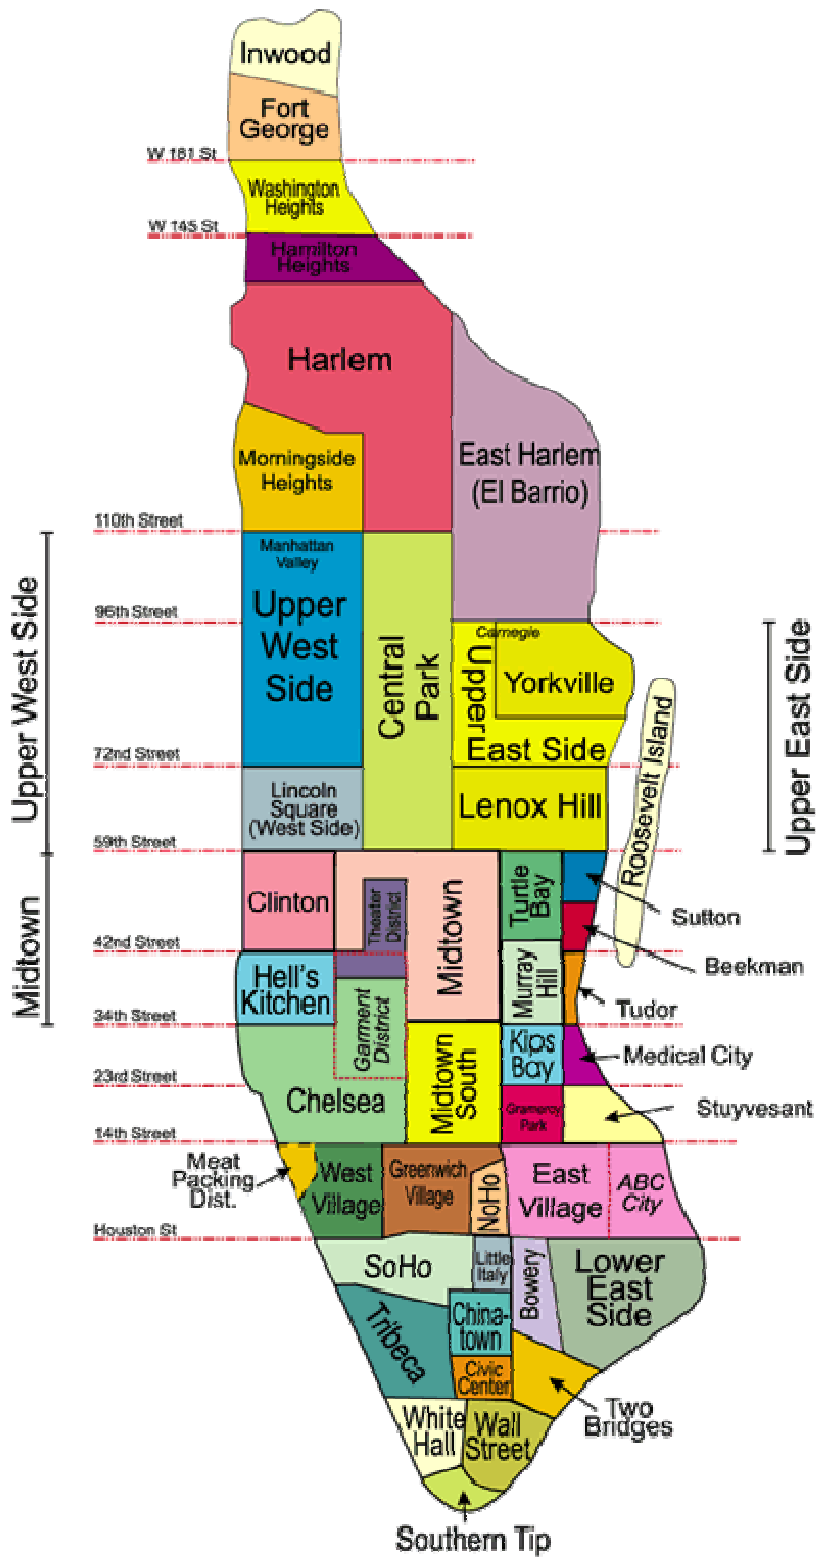 Inwood
Fort
George
W 181 St
Washington
Heights
W 145 St
Hamilton
Heights
Harlem
Morningside
Heights
East Harlem
(El Barrio)
110th Street
Manhattan
Valley
Upper
West
Side
Central
Park
96th Street
Carnegie
Upper
East Side
Yorkville
72nd Street
Lincoln
Square
(West Side)
Lenox Hill
59th Street
Upper West Side
Upper East Side
Roosevelt Island
Midtown
Clinton
Theater
District
Midtown
Turtle
Bay
Sutton
Beekman
42nd Street
Hell's
Kitchen
Murray
Hill
Tudor
34th Street
Garment
District
Midtown
South
Kips
Bay
Medical City
23rd Street
Chelsea
Gramercy
Park
Stuyvesant
14th Street
Meat
Packing
Dist.
West
Village
Greenwich
Village
NoHo
East
Village
ABC
City
Houston St
SoHo
Little
Italy
Bowery
Lower
East
Side
Tribeca
China-
town
Civic
Center
Two
Bridges
White
Hall
Wall
Street
Southern Tip